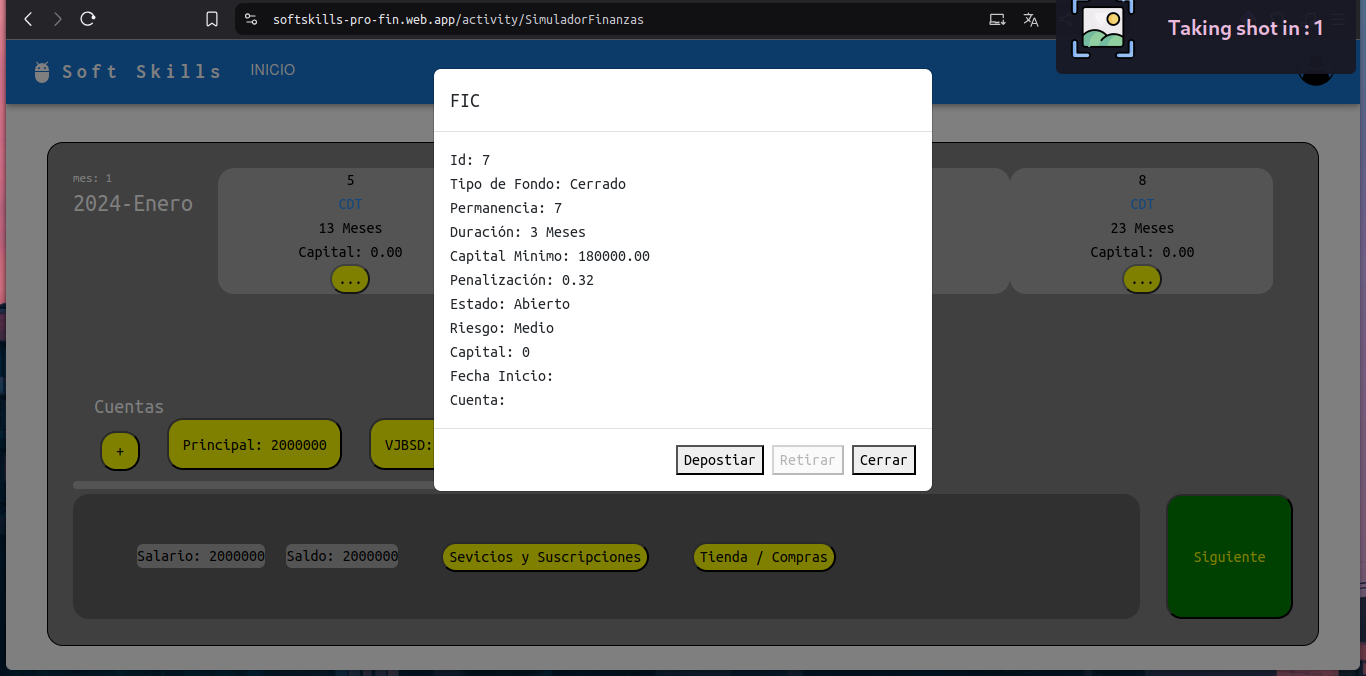 softskills-pro-fin.web.app/activity/SimuladorFinanzas
Taking shot in : 1
Soft Skills
INICIO
FIC
Id: 7
Tipo de Fondo: Cerrado
Permanencia: 7
Duración: 3 Meses
Capital Minimo: 180000.00
Penalización: 0.32
Estado: Abierto
Riesgo: Medio
Capital: 0
Fecha Inicio:
Cuenta:
Depostiar
Retirar
Cerrar
mes: 1
2024-Enero
5
CDT
13 Meses
Capital: 0.00
...
8
CDT
23 Meses
Capital: 0.00
...
Cuentas
+
Principal: 2000000
VJBSD:
Salario: 2000000
Saldo: 2000000
Sevicios y Suscripciones
Tienda / Compras
Siguiente